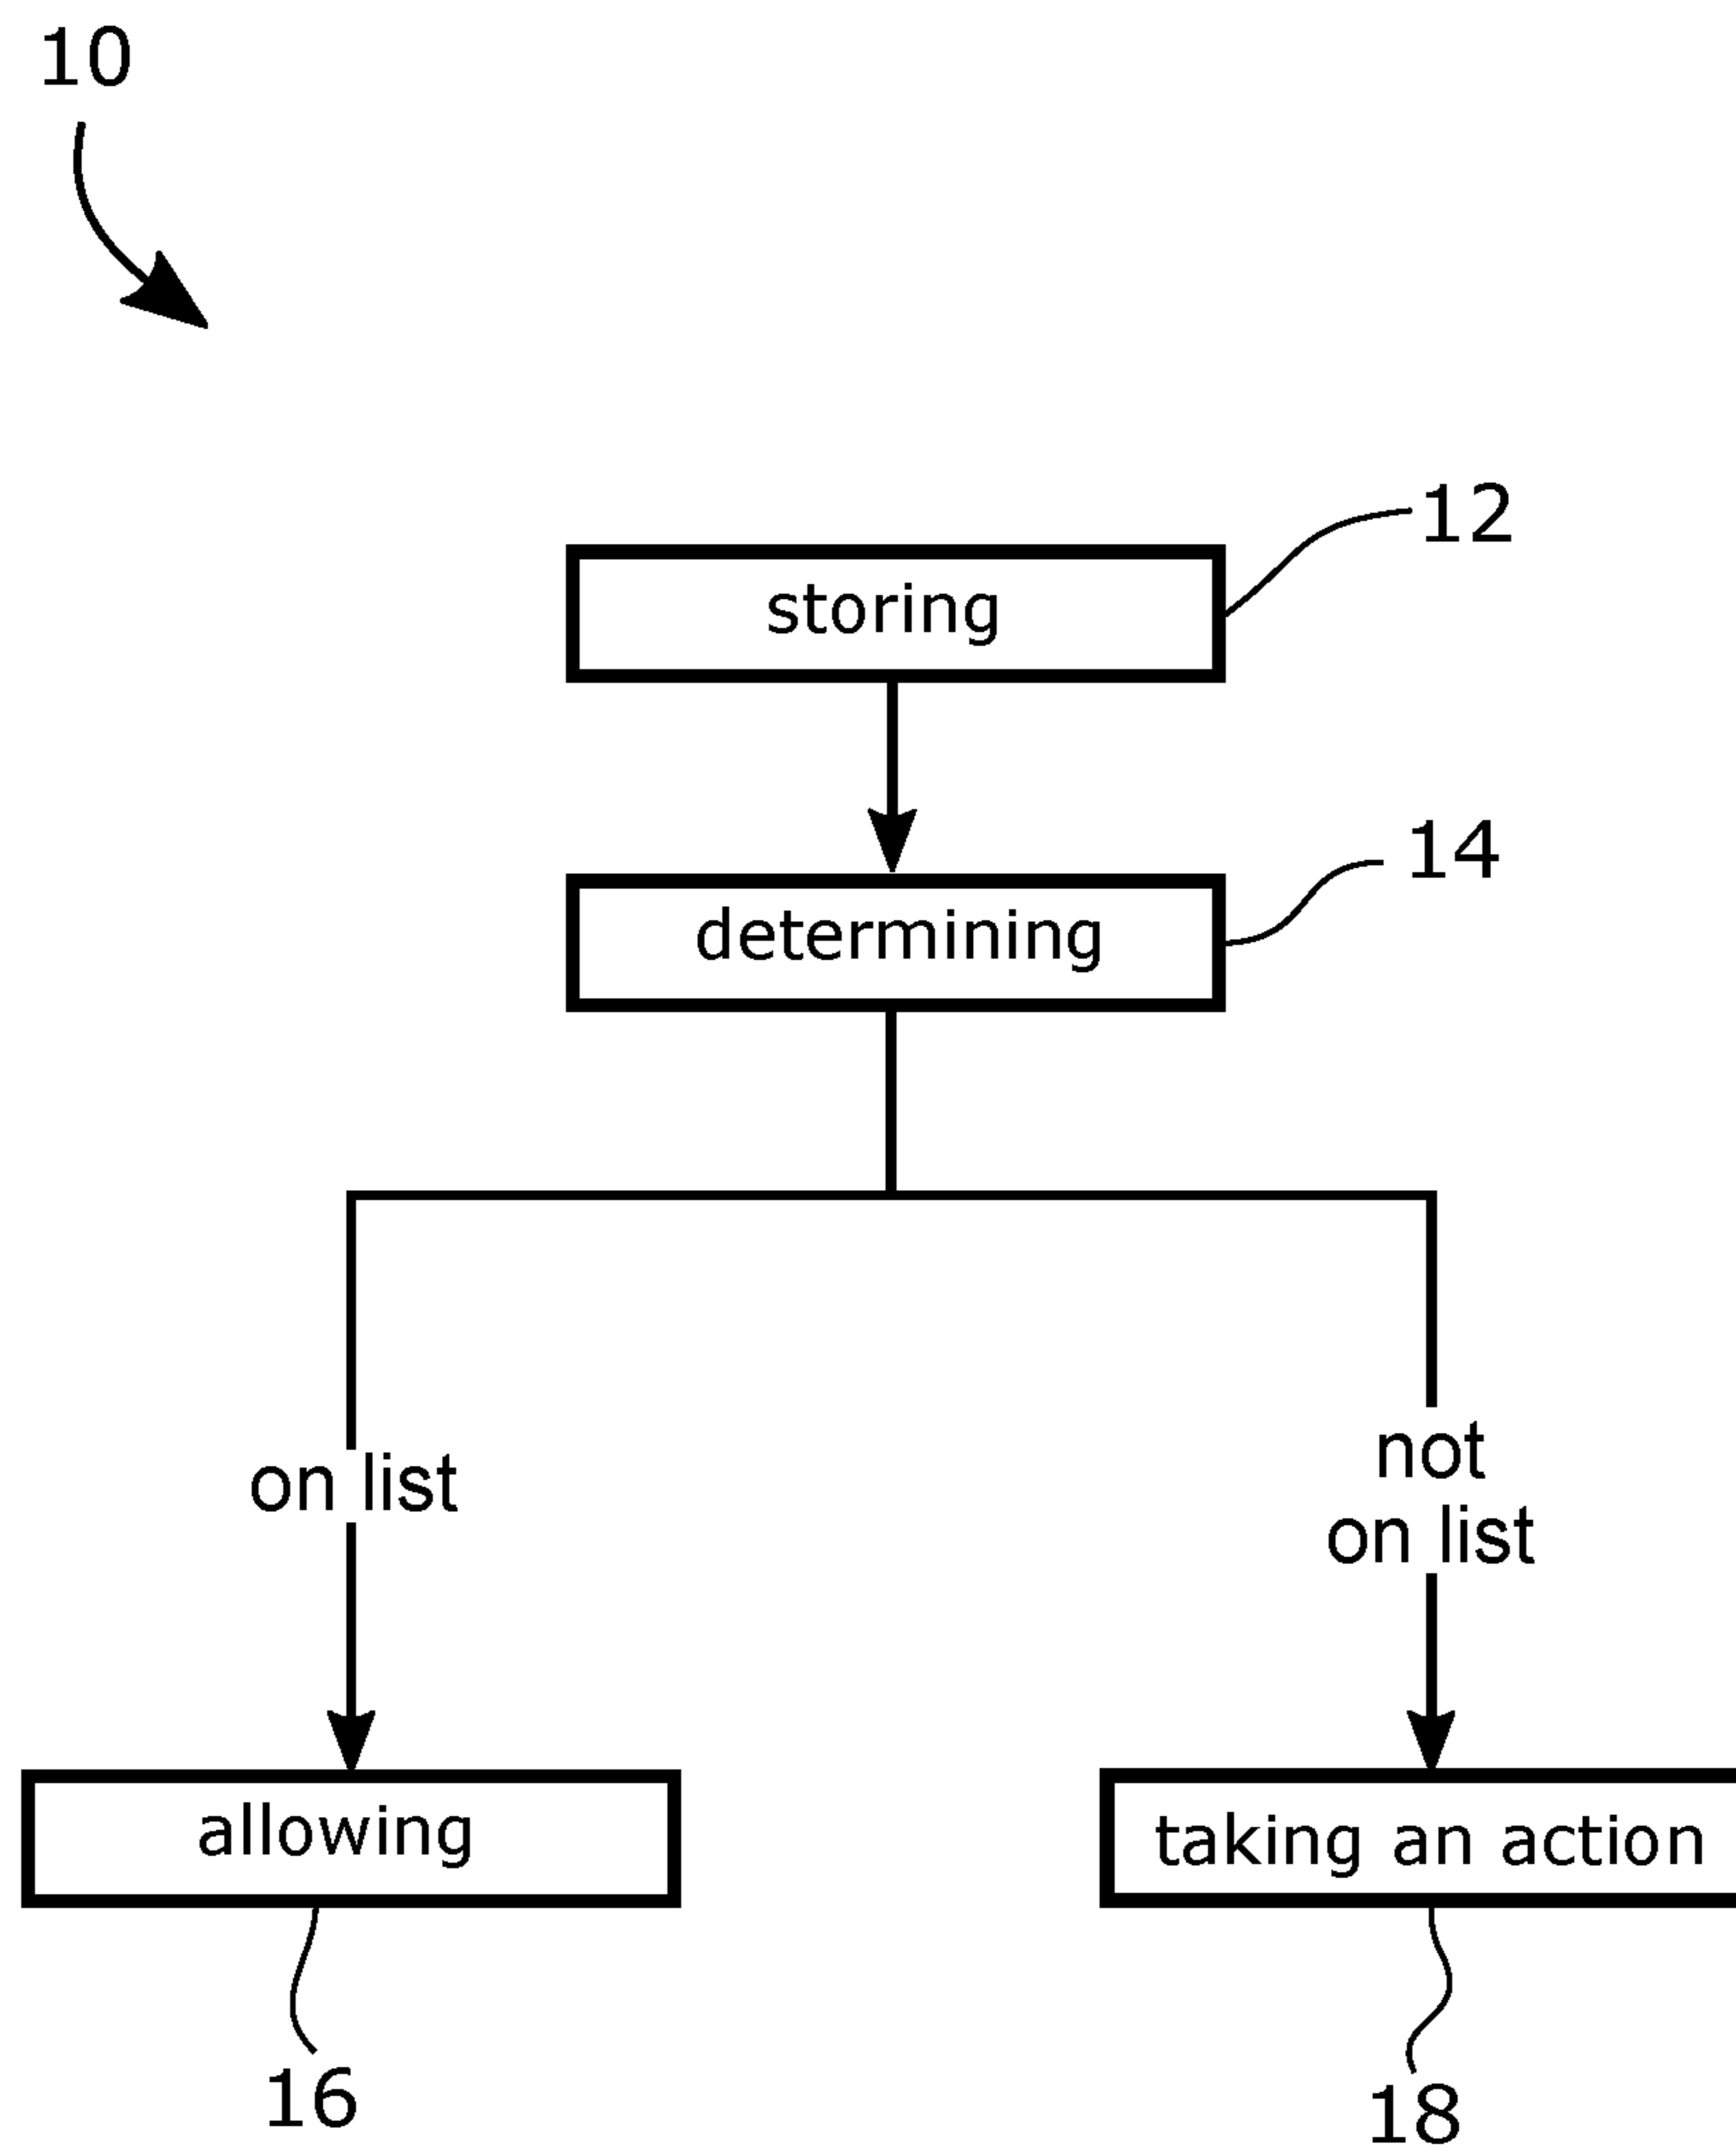 10
12
storing
14
determining
on list
not
on list
allowing
taking an action
16
18